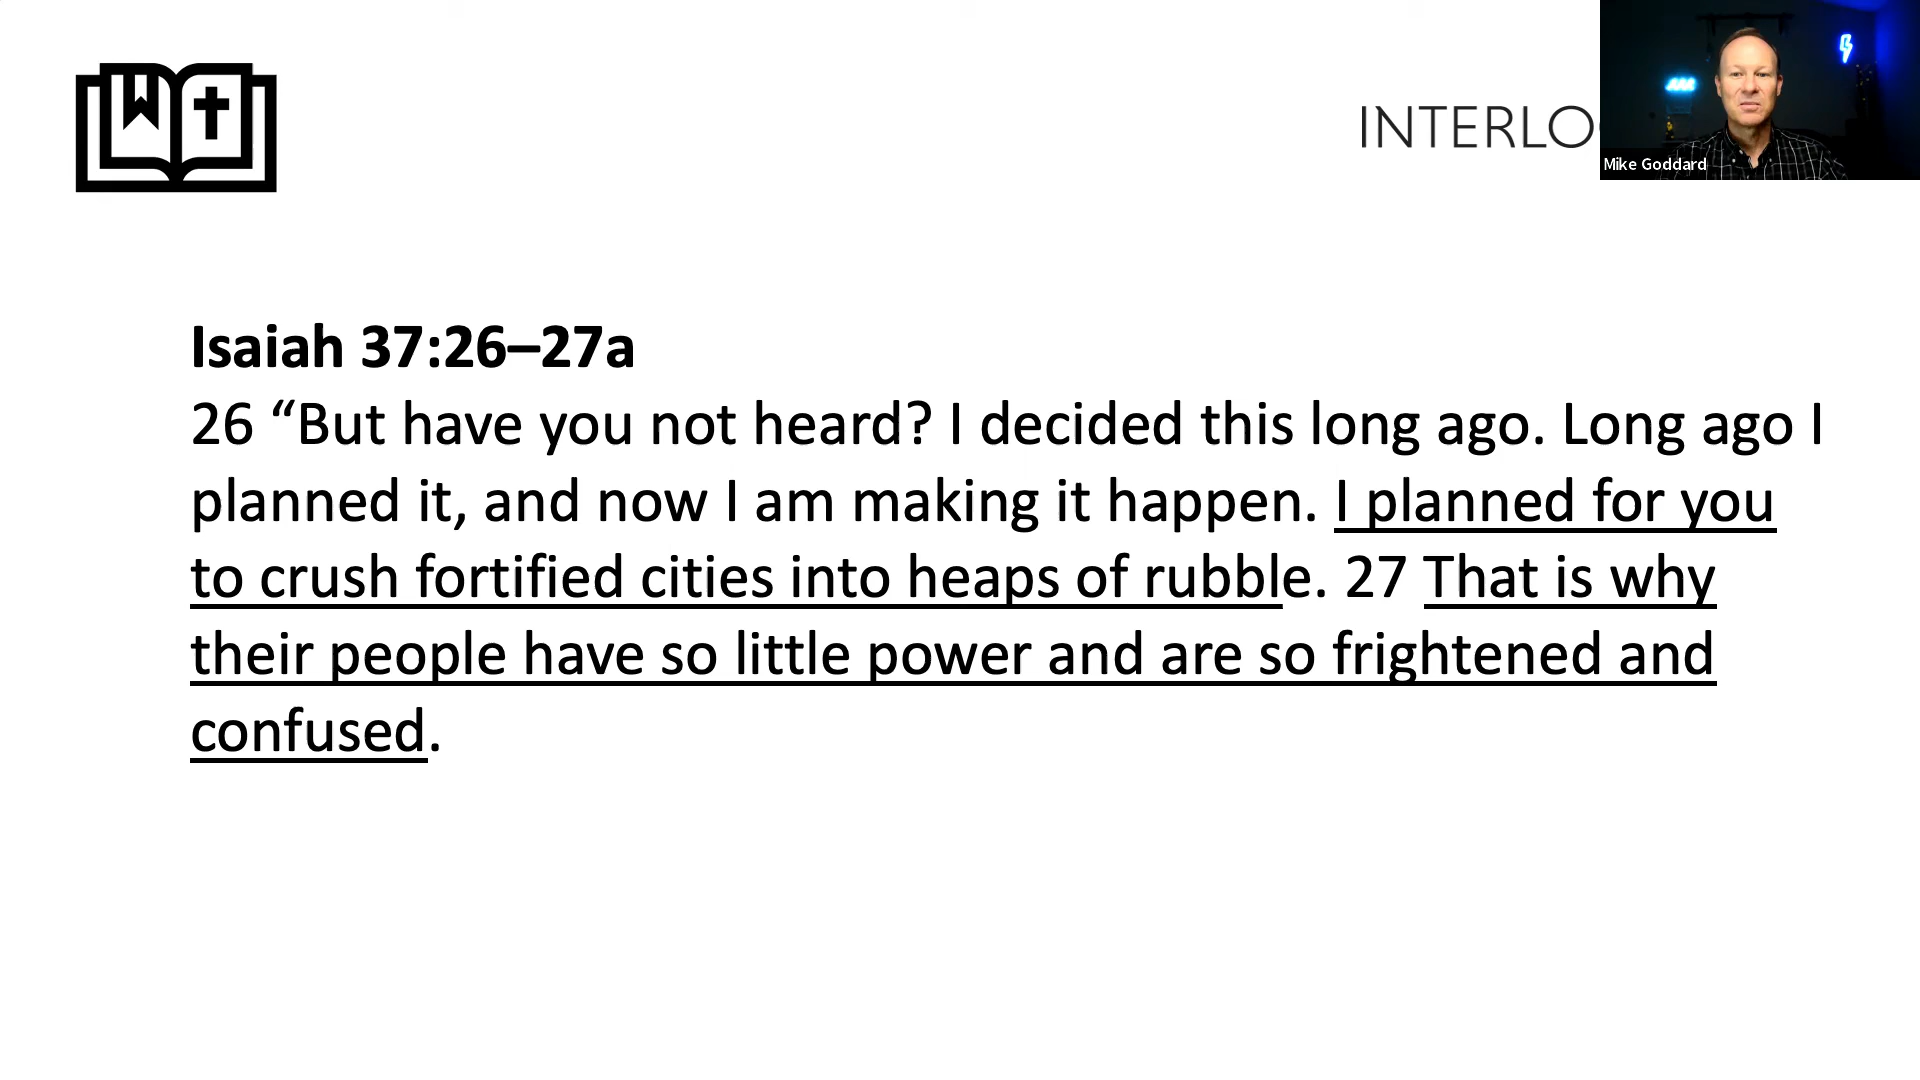 INTERLO
Mike Goddard
Isaiah 37:26–27a
26 “But have you not heard? I decided this long ago. Long ago I
planned it, and now I am making it happen. I planned for you
to crush fortified cities into heaps of rubble. 27 That is why
their people have so little power and are so frightened and
confused.